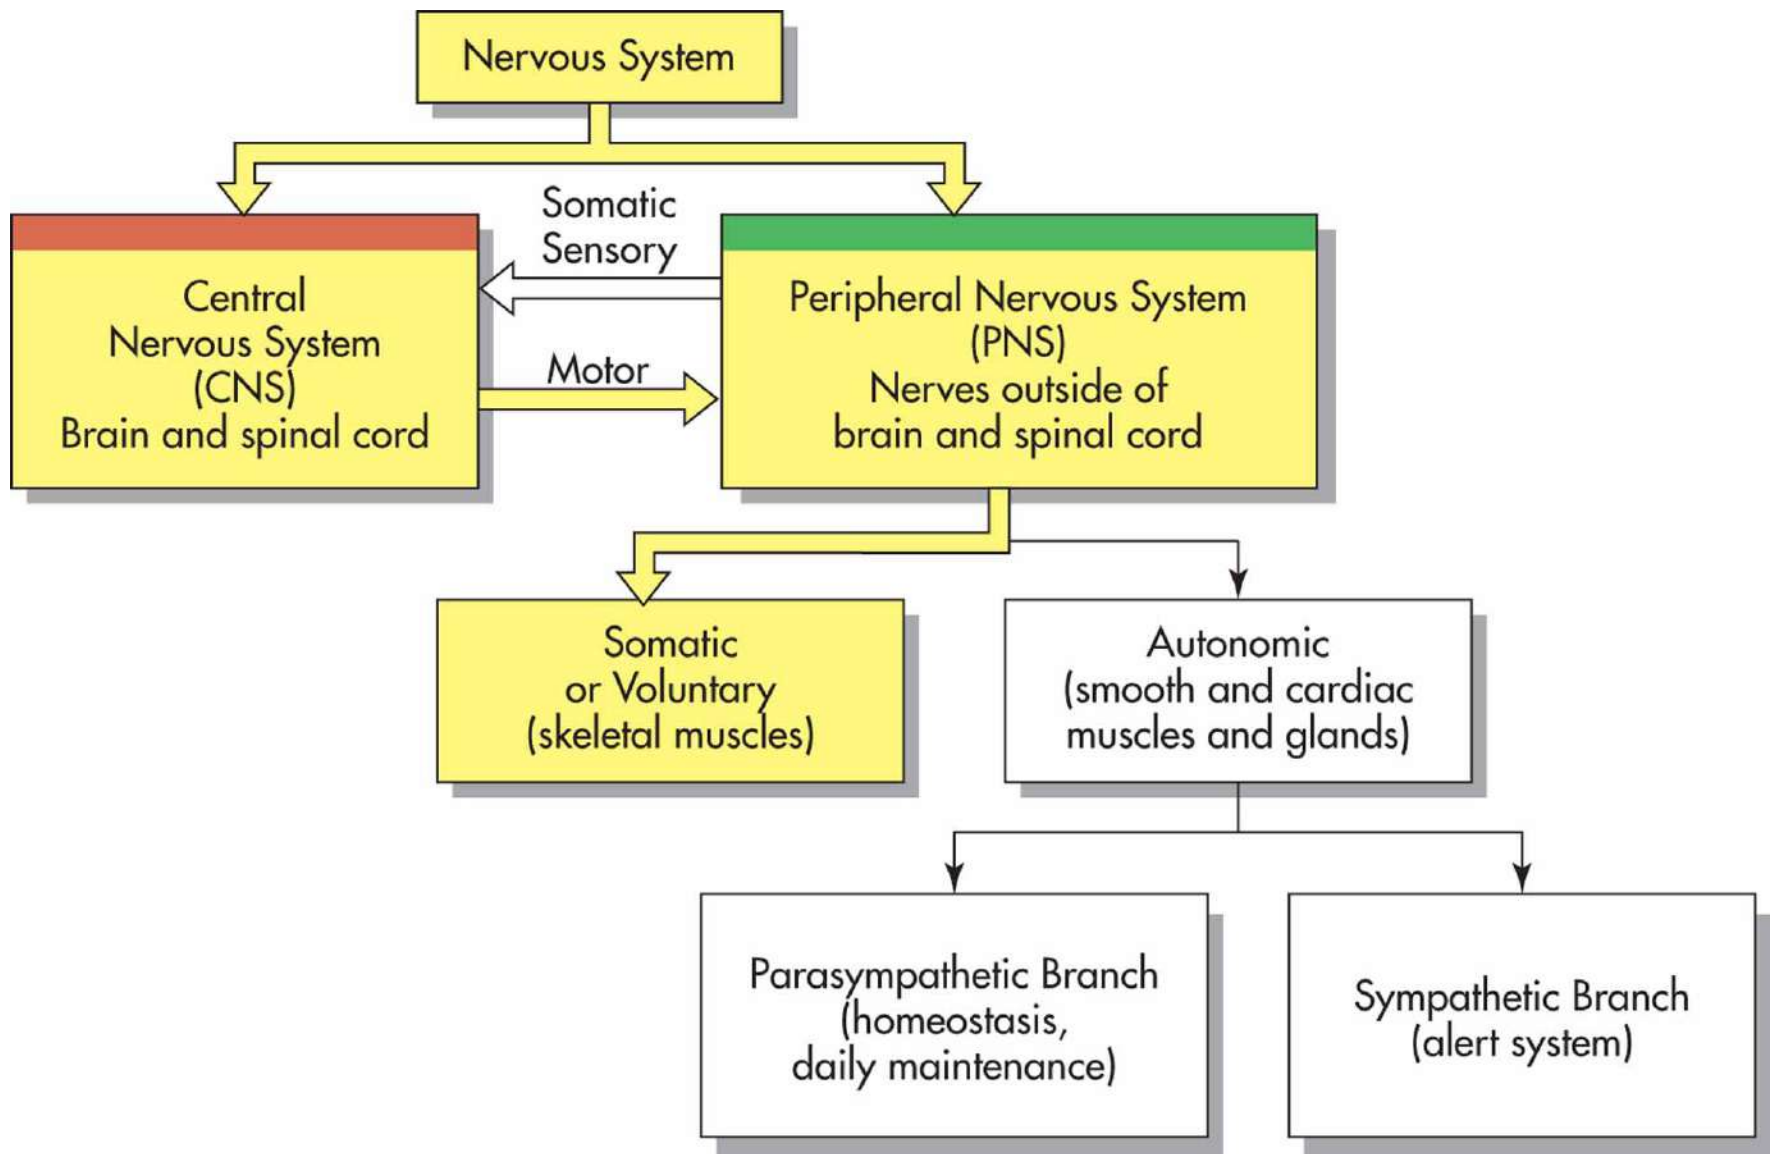 Nervous System
Somatic
Sensory
Central
Nervous System
(CNS)
Brain and spinal cord
Motor
Peripheral Nervous System
(PNS)
Nerves outside of
brain and spinal cord
Somatic
or Voluntary
(skeletal muscles)
Autonomic
(smooth and cardiac
muscles and glands)
Parasympathetic Branch
(homeostasis,
daily maintenance)
Sympathetic Branch
(alert system)